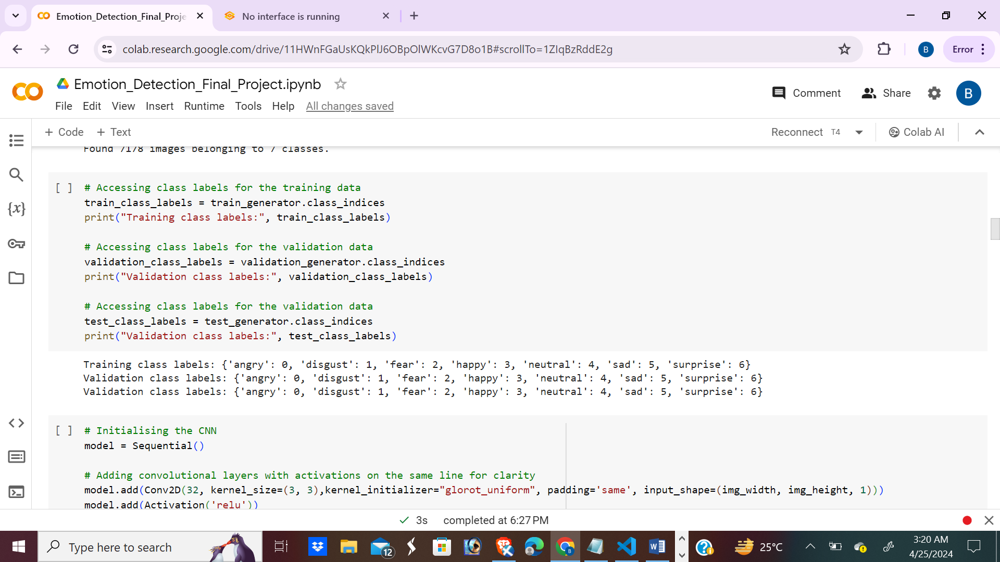 Emotion_Detection_Final_Proje
No interface is running
colab.research.google.com/drive/11HWnFGaUsKQkPlJ6OBpOlWKcvG7D8o1B#scrollTo=1ZIqBzRddE2g
B
Error
Emotion_Detection_Final_Project.ipynb
Comment
Share
B
File Edit View Insert Runtime Tools Help All changes saved
+ Code + Text
Reconnect T4
Colab AI
Found 7178 images belonging to 7 classes.
[ ] # Accessing class labels for the training data
train_class_labels = train_generator.class_indices
print("Training class labels:", train_class_labels)
# Accessing class labels for the validation data
validation_class_labels = validation_generator.class_indices
print("Validation class labels:", validation_class_labels)
# Accessing class labels for the validation data
test_class_labels = test_generator.class_indices
print("Validation class labels:", test_class_labels)
Training class labels: {'angry': 0, 'disgust': 1, 'fear': 2, 'happy': 3, 'neutral': 4, 'sad': 5, 'surprise': 6}
Validation class labels: {'angry': 0, 'disgust': 1, 'fear': 2, 'happy': 3, 'neutral': 4, 'sad': 5, 'surprise': 6}
Validation class labels: {'angry': 0, 'disgust': 1, 'fear': 2, 'happy': 3, 'neutral': 4, 'sad': 5, 'surprise': 6}
[ ] # Initialising the CNN
model = Sequential()
# Adding convolutional layers with activations on the same line for clarity
model.add(Conv2D(32, kernel_size=(3, 3),kernel_initializer="glorot_uniform", padding='same', input_shape=(img_width, img_height, 1)))
model.add(Activation('relu'))
3s completed at 6:27 PM
Type here to search
12
B
25°C
3:20 AM
4/25/2024